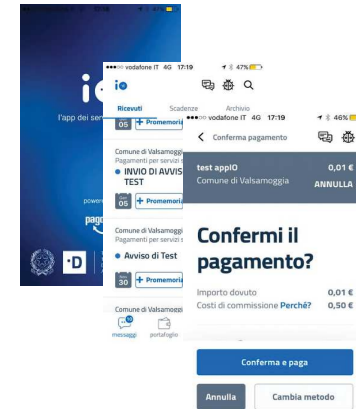 io
l'app dei ser
power
pago
vodafone IT 4G 17:19 47%
io
Ricevuti Scadenze Archivio
05 + Promemoria
Comune di Valsamoggi
Pagamenti per servizi s
INVIO DI AVVIS
TEST
05 + Promemoria
Comune di Valsamoggi
Pagamenti per servizi s
Avviso di Test
30 + Promemoria
Comune di Valsamoggi
messaggi portafoglio
vodafone IT 4G 17:19 46%
Conferma pagamento
test appIO 0,01 €
Comune di Valsamoggia ANNULLA
Confermi il
pagamento?
Importo dovuto 0,01 €
Costi di commissione Perché? 0,50 €
Conferma e paga
Annulla Cambia
metodo